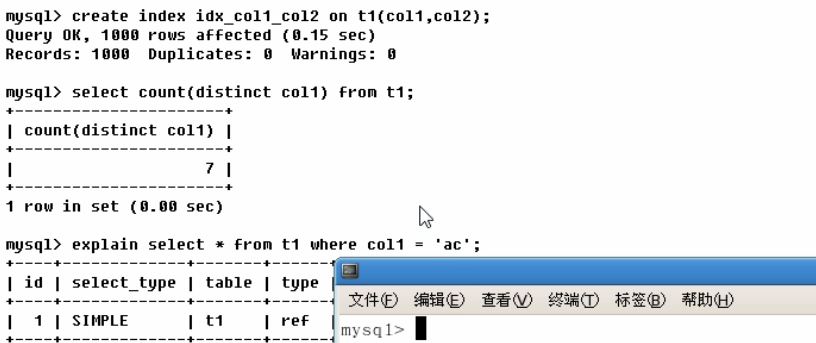 mysql> create index idx_col1_col2 on t1(col1,col2);
Query OK, 1000 rows affected (0.15 sec)
Records: 1000  Duplicates: 0  Warnings: 0
mysql> select count(distinct col1) from t1;
+----------------------+
| count(distinct col1) |
+----------------------+
|                    7 |
+----------------------+
1 row in set (0.00 sec)
mysql> explain select * from t1 where col1 = 'ac';
+----+-------------+-------+------+
| id | select_type | table | type |
+----+-------------+-------+------+
|  1 | SIMPLE      | t1    | ref  |
+----+-------------+-------+------+
文件(F) 编辑(E) 查看(V) 终端(T) 标签(B) 帮助(H)
mysql>